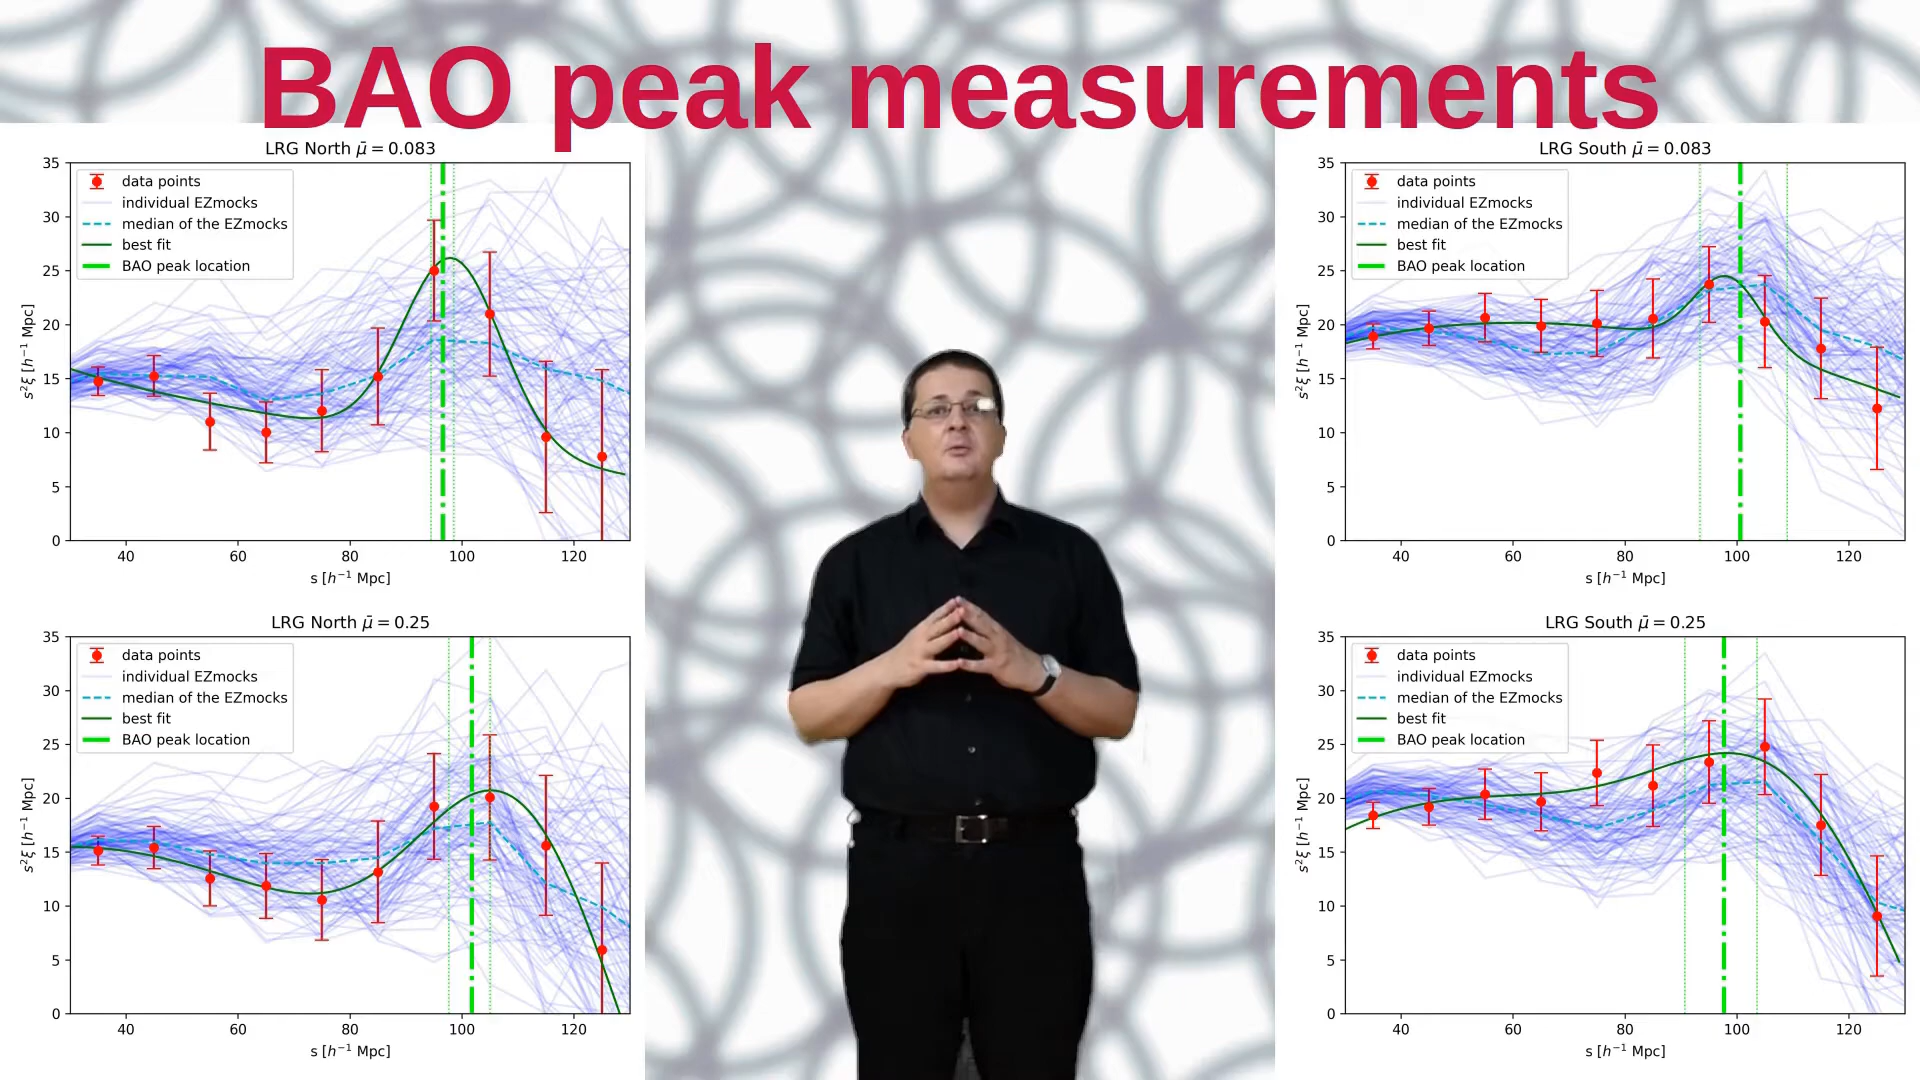 BAO peak measurements
LRG North μ̄ = 0.083
data points
individual EZmocks
median of the EZmocks
best fit
BAO peak location
35
30
25
20
15
10
5
0
s²ξ [h⁻¹ Mpc]
40 60 80 100 120
s [h⁻¹ Mpc]
LRG South μ̄ = 0.083
data points
individual EZmocks
median of the EZmocks
best fit
BAO peak location
35
30
25
20
15
10
5
0
s²ξ [h⁻¹ Mpc]
40 60 80 100 120
s [h⁻¹ Mpc]
LRG North μ̄ = 0.25
data points
individual EZmocks
median of the EZmocks
best fit
BAO peak location
35
30
25
20
15
10
5
0
s²ξ [h⁻¹ Mpc]
40 60 80 100 120
s [h⁻¹ Mpc]
LRG South μ̄ = 0.25
data points
individual EZmocks
median of the EZmocks
best fit
BAO peak location
35
30
25
20
15
10
5
0
s²ξ [h⁻¹ Mpc]
40 60 80 100 120
s [h⁻¹ Mpc]